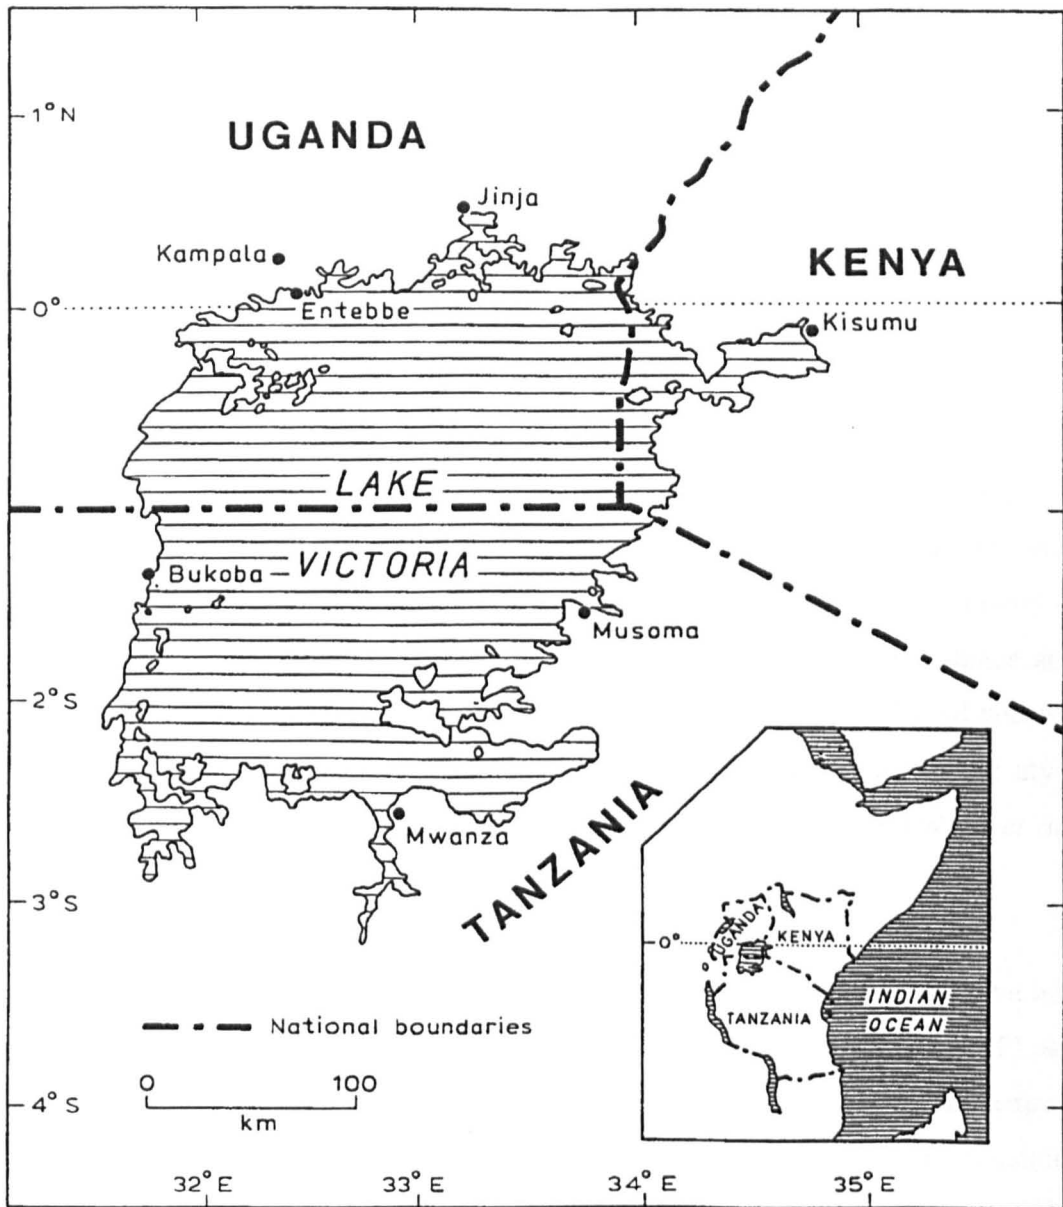 1°N
UGANDA
Jinja
Kampala
KENYA
0°
Entebbe
Kisumu
LAKE
VICTORIA
Bukoba
Musoma
2°S
Mwanza
TANZANIA
3°S
0°
UGANDA
KENYA
TANZANIA
INDIAN
OCEAN
National boundaries
0 100
km
4°S
32°E 33°E 34°E 35°E